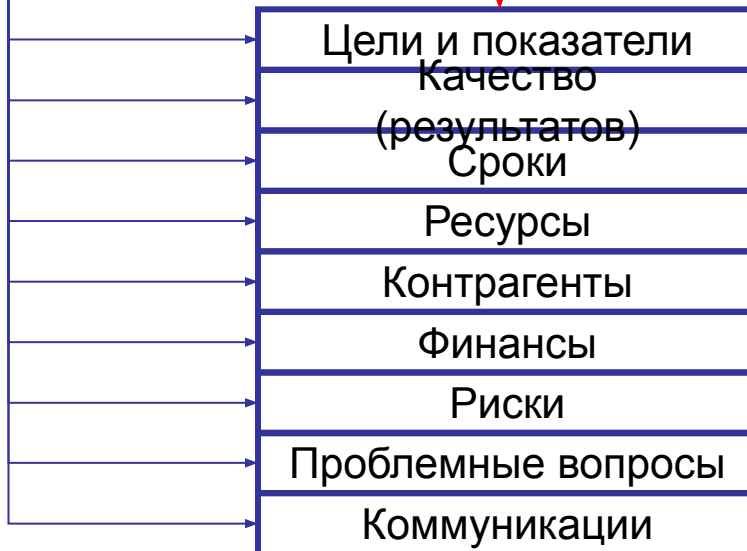 Цели и показатели
Качество
(результатов)
Сроки
Ресурсы
Контрагенты
Финансы
Риски
Проблемные вопросы
Коммуникации